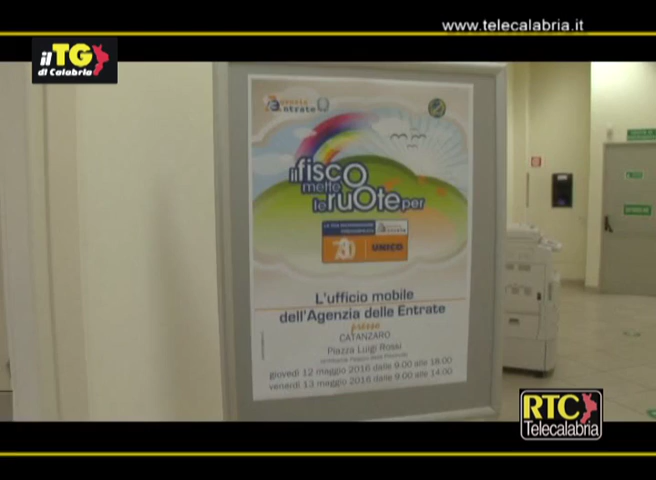 www.telecalabria.it
il TG
di Calabria
Agenzia
Entrate
il fisco
mette
le ruote per
730 UNICO
L'ufficio mobile
dell'Agenzia delle Entrate
presso
CATANZARO
Piazza Luigi Rossi
giovedì 12 maggio 2016 dalle 9.00 alle 18.00
venerdì 13 maggio 2016 dalle 9.00 alle 14.00
RTC
Telecalabria